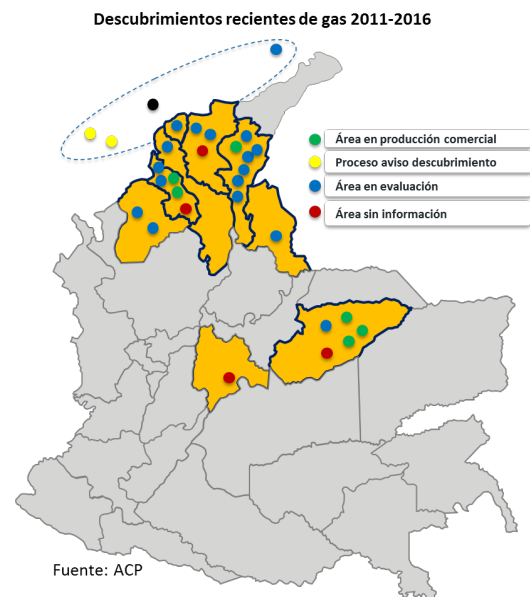 Descubrimientos recientes de gas 2011-2016
Área en producción comercial
Proceso aviso descubrimiento
Área en evaluación
Área sin información
Fuente: ACP